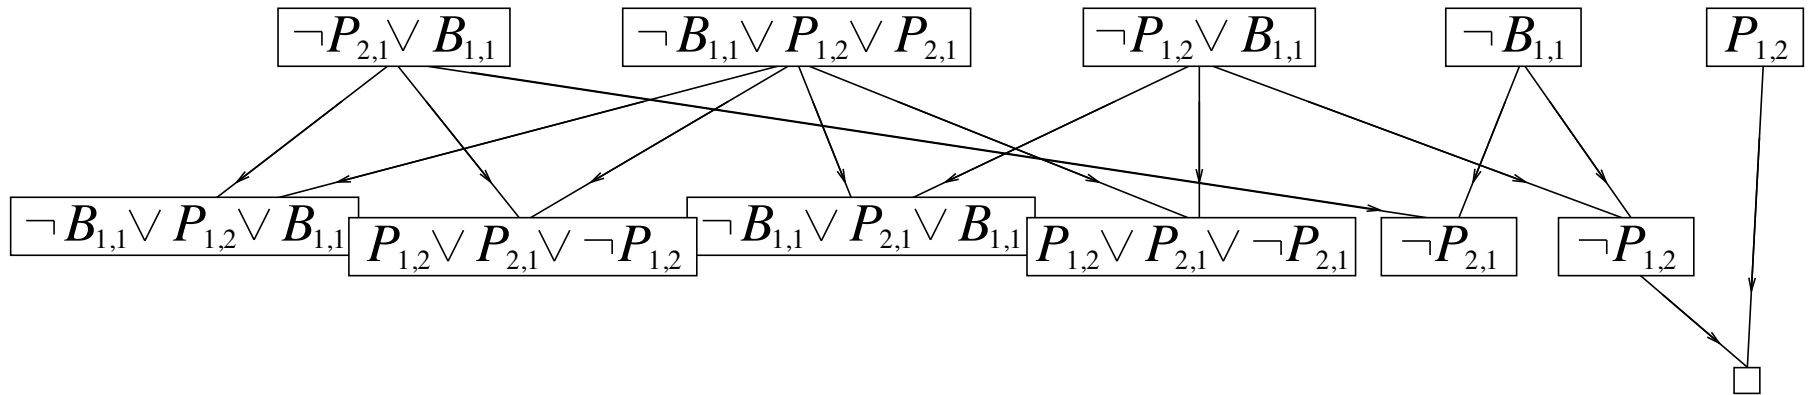 ¬P₂,₁ ∨ B₁,₁
¬B₁,₁ ∨ P₁,₂ ∨ P₂,₁
¬P₁,₂ ∨ B₁,₁
¬B₁,₁
P₁,₂
¬B₁,₁ ∨ P₁,₂ ∨ B₁,₁
P₁,₂ ∨ P₂,₁ ∨ ¬P₁,₂
¬B₁,₁ ∨ P₂,₁ ∨ B₁,₁
P₁,₂ ∨ P₂,₁ ∨ ¬P₂,₁
¬P₂,₁
¬P₁,₂